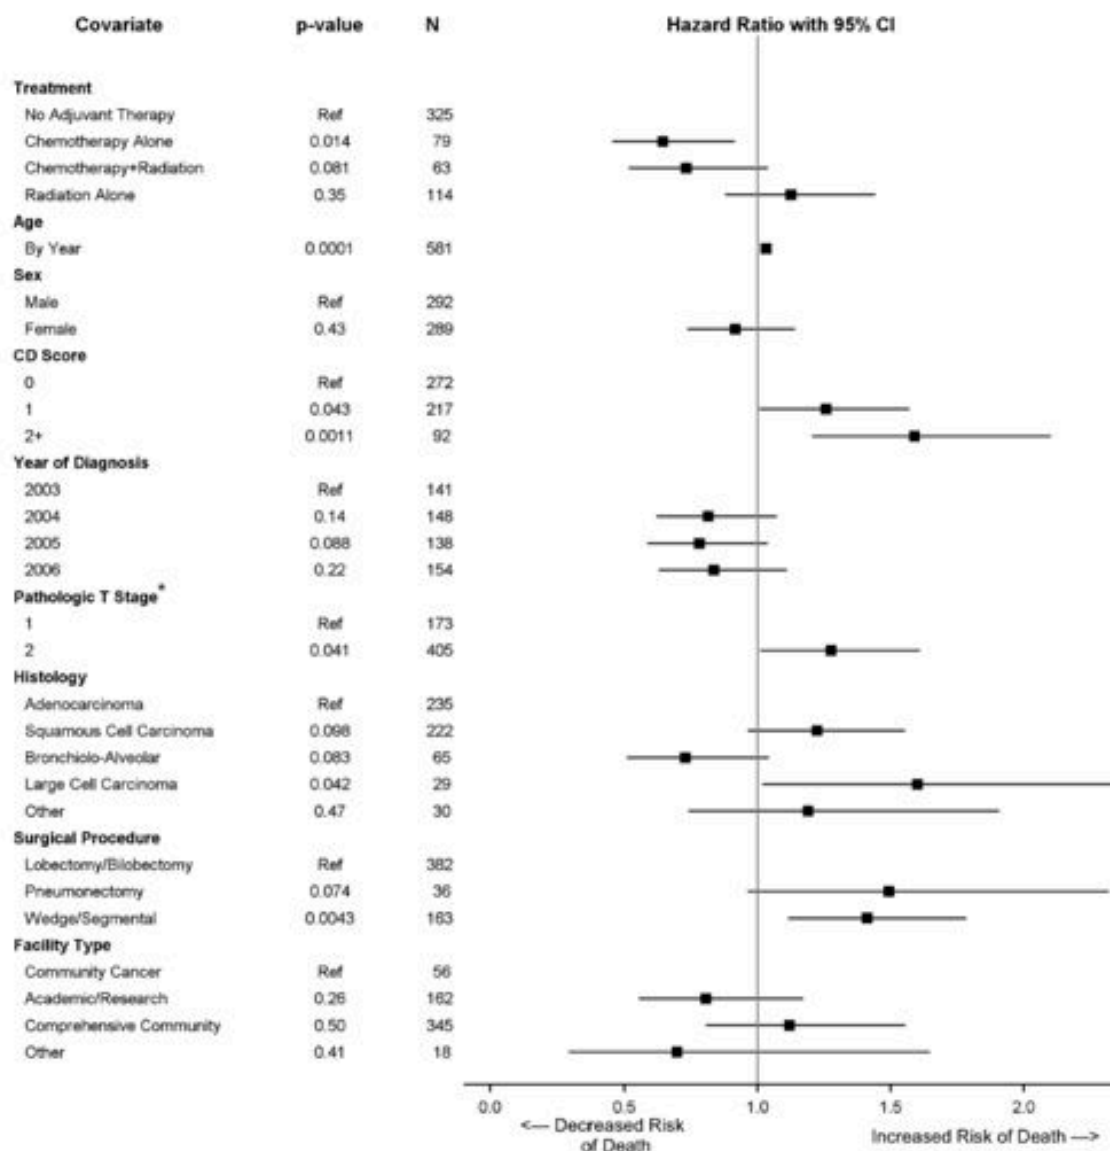 Covariate p-value N Hazard Ratio with 95% CI
Treatment
No Adjuvant Therapy Ref 325
Chemotherapy Alone 0.014 79
Chemotherapy+Radiation 0.081 63
Radiation Alone 0.35 114
Age
By Year 0.0001 581
Sex
Male Ref 292
Female 0.43 289
CD Score
0 Ref 272
1 0.043 217
2+ 0.0011 92
Year of Diagnosis
2003 Ref 141
2004 0.14 148
2005 0.088 138
2006 0.22 154
Pathologic T Stage*
1 Ref 173
2 0.041 405
Histology
Adenocarcinoma Ref 235
Squamous Cell Carcinoma 0.098 222
Bronchiolo-Alveolar 0.083 65
Large Cell Carcinoma 0.042 29
Other 0.47 30
Surgical Procedure
Lobectomy/Bilobectomy Ref 382
Pneumonectomy 0.074 36
Wedge/Segmental 0.0043 163
Facility Type
Community Cancer Ref 56
Academic/Research 0.26 162
Comprehensive Community 0.50 345
Other 0.41 18
0.0 0.5 1.0 1.5 2.0
<--- Decreased Risk
of Death
Increased Risk of Death --->